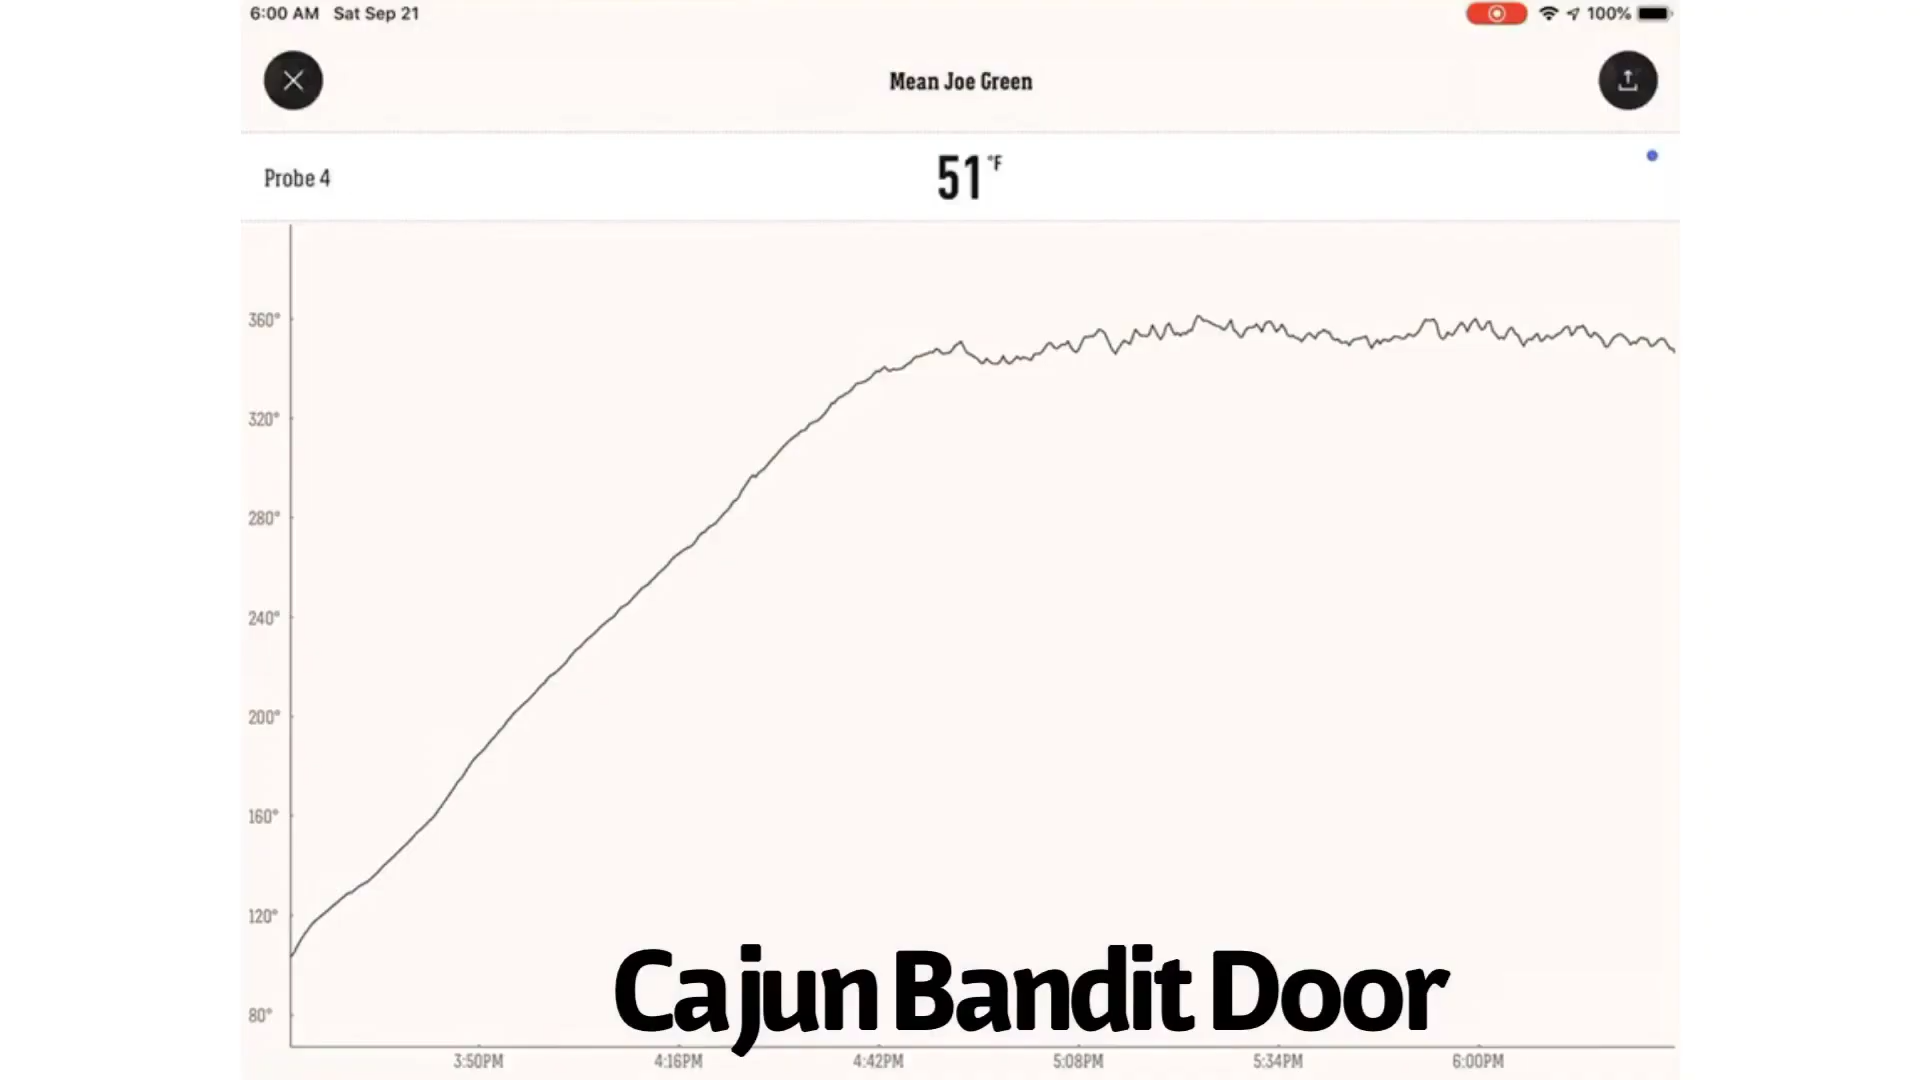 6:00 AM Sat Sep 21 100%
Mean Joe Green
Probe 4 51°F
360°
320°
280°
240°
200°
160°
120°
80°
Cajun Bandit Door
3:50PM 4:16PM 4:42PM 5:08PM 5:34PM 6:00PM